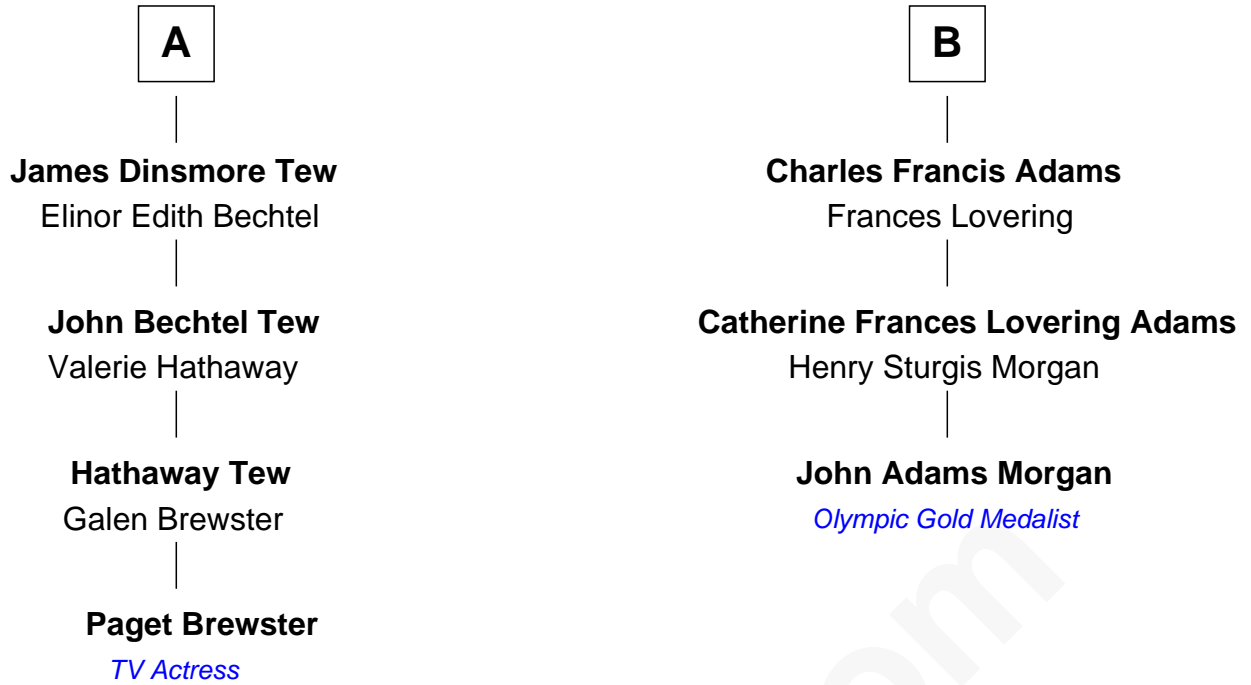 A
James Dinsmore Tew
Elinor Edith Bechtel
John Bechtel Tew
Valerie Hathaway
Hathaway Tew
Galen Brewster
Paget Brewster
TV Actress
B
Charles Francis Adams
Frances Lovering
Catherine Frances Lovering Adams
Henry Sturgis Morgan
John Adams Morgan
Olympic Gold Medalist
om